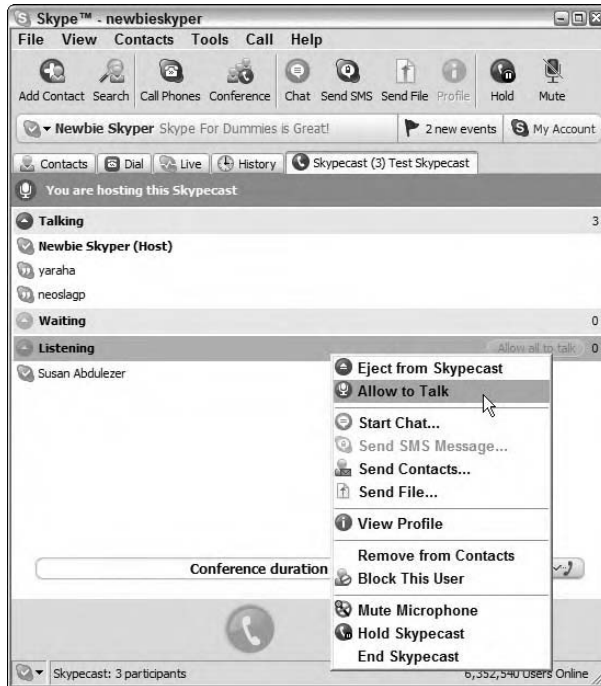 Skype™ - newbieskyper
File View Contacts Tools Call Help
Add Contact Search Call Phones Conference Chat Send SMS Send File Profile Hold Mute
Newbie Skyper Skype For Dummies is Great! 2 new events My Account
Contacts Dial Live History Skypecast (3) Test Skypecast
You are hosting this Skypecast
Talking 3
Newbie Skyper (Host)
yaraha
neoslagp
Waiting 0
Listening Allow all to talk 0
Susan Abdulezer
Eject from Skypecast
Allow to Talk
Start Chat...
Send SMS Message...
Send Contacts...
Send File...
View Profile
Remove from Contacts
Block This User
Mute Microphone
Hold Skypecast
End Skypecast
Conference duration
Skypecast: 3 participants 6,352,540 Users Online